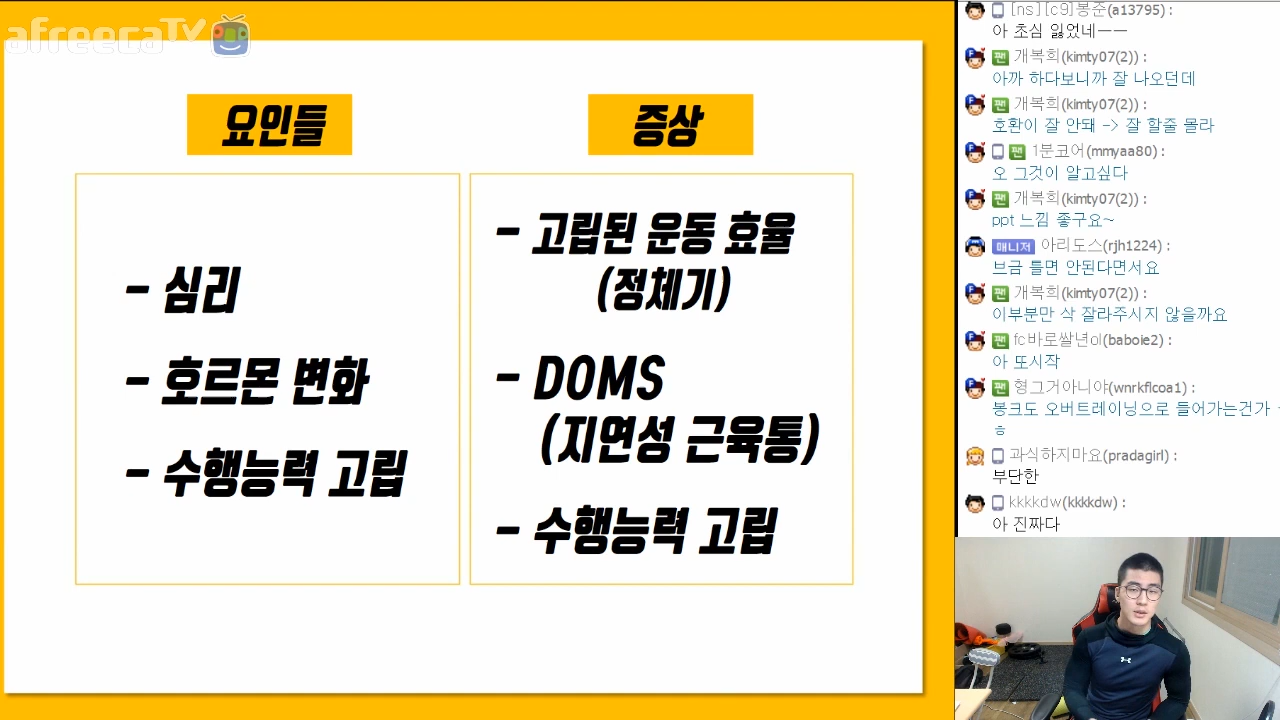 afreecaTV
요인들
- 심리
- 호르몬 변화
- 수행능력 고립
증상
- 고립된 운동 효율
(정체기)
- DOMS
(지연성 근육통)
- 수행능력 고립
[ns][c9]봉준(a13795) :
아 초심 잃었네ㅡㅡ
팬 개복희(kimty07(2)) :
아까 하다보니까 잘 나오던데
팬 개복희(kimty07(2)) :
호환이 잘 안돼 -> 잘 할줄 몰라
팬 1분코어(mmyaa80) :
오 그것이 알고싶다
팬 개복희(kimty07(2)) :
ppt 느낌 좋구요~
매니저 아리도스(rjh1224) :
브금 틀면 안된다면서요
팬 개복희(kimty07(2)) :
이부분만 삭 잘라주시지 않을까요
팬 fc바로쌀년이(baboie2) :
아 또시작
팬 형그거아니야(wnrkflcoa1) :
봉크도 오버트레이닝으로 들어가는건가
ㅎ
과식하지마요(pradagirl) :
부단한
kkkkdw(kkkkdw) :
아 진짜다